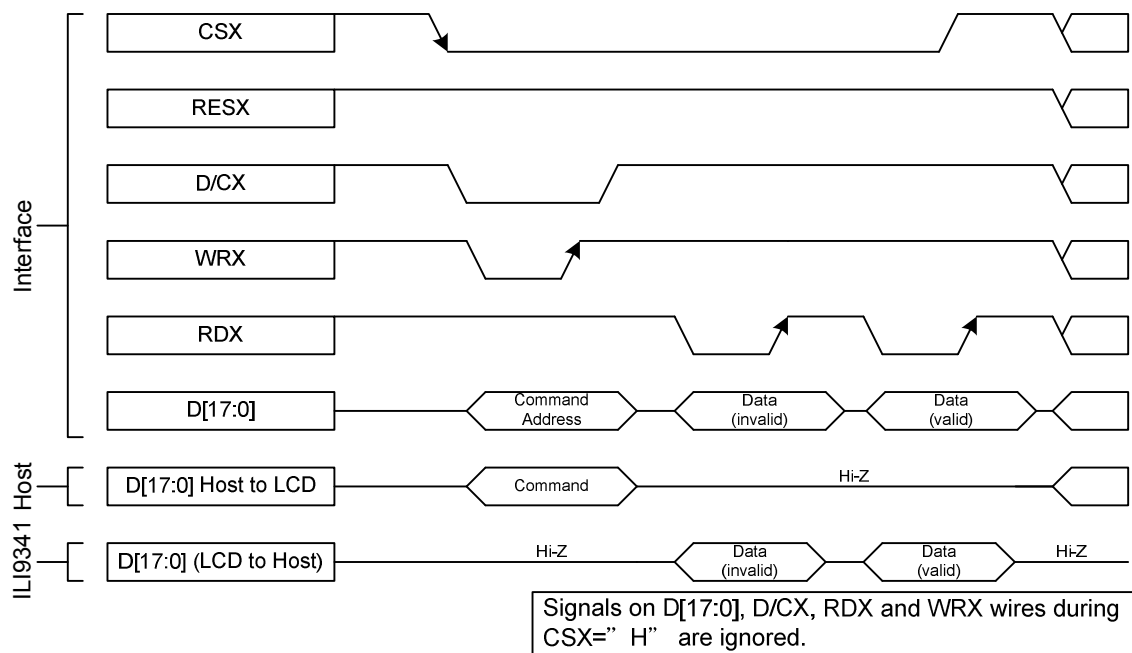 CSX
RESX
D/CX
WRX
RDX
D[17:0]
Command
Address
Data
(invalid)
Data
(valid)
Interface
D[17:0] Host to LCD
Command
Hi-Z
Host
D[17:0] (LCD to Host)
Hi-Z
Data
(invalid)
Data
(valid)
Hi-Z
ILI9341
Signals on D[17:0], D/CX, RDX and WRX wires during
CSX=” H” are ignored.